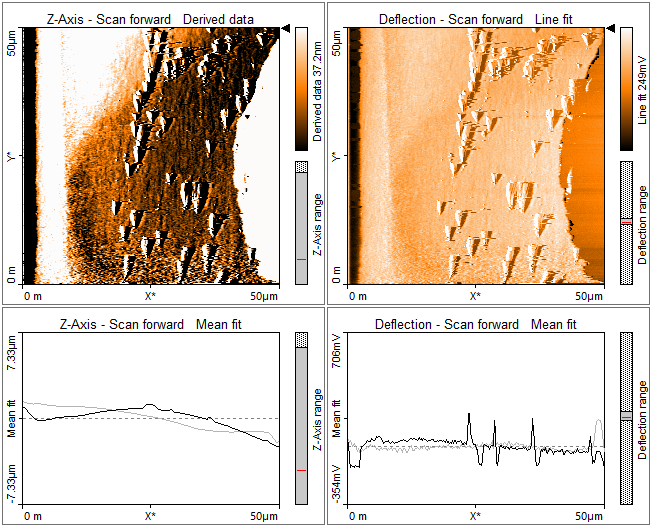 Z-Axis - Scan forward Derived data
50µm
Y*
0 m
0 m
X*
50µm
Derived data 37.2nm
Z-Axis range
Deflection - Scan forward Line fit
50µm
Y*
0 m
0 m
X*
50µm
Line fit 249mV
Deflection range
Z-Axis - Scan forward Mean fit
7.33µm
Mean fit
-7.33µm
0 m
X*
50µm
Z-Axis range
Deflection - Scan forward Mean fit
706mV
Mean fit
-354mV
0 m
X*
50µm
Deflection range